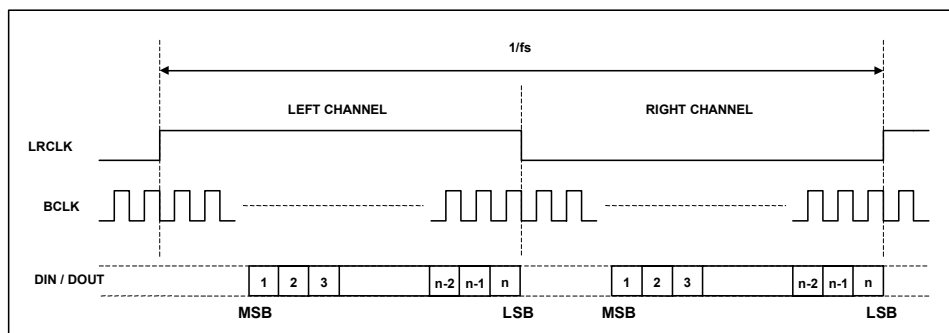 1/fs
LEFT CHANNEL RIGHT CHANNEL
LRCLK
BCLK
DIN / DOUT 1 2 3 n-2 n-1 n 1 2 3 n-2 n-1 n
MSB LSB MSB LSB